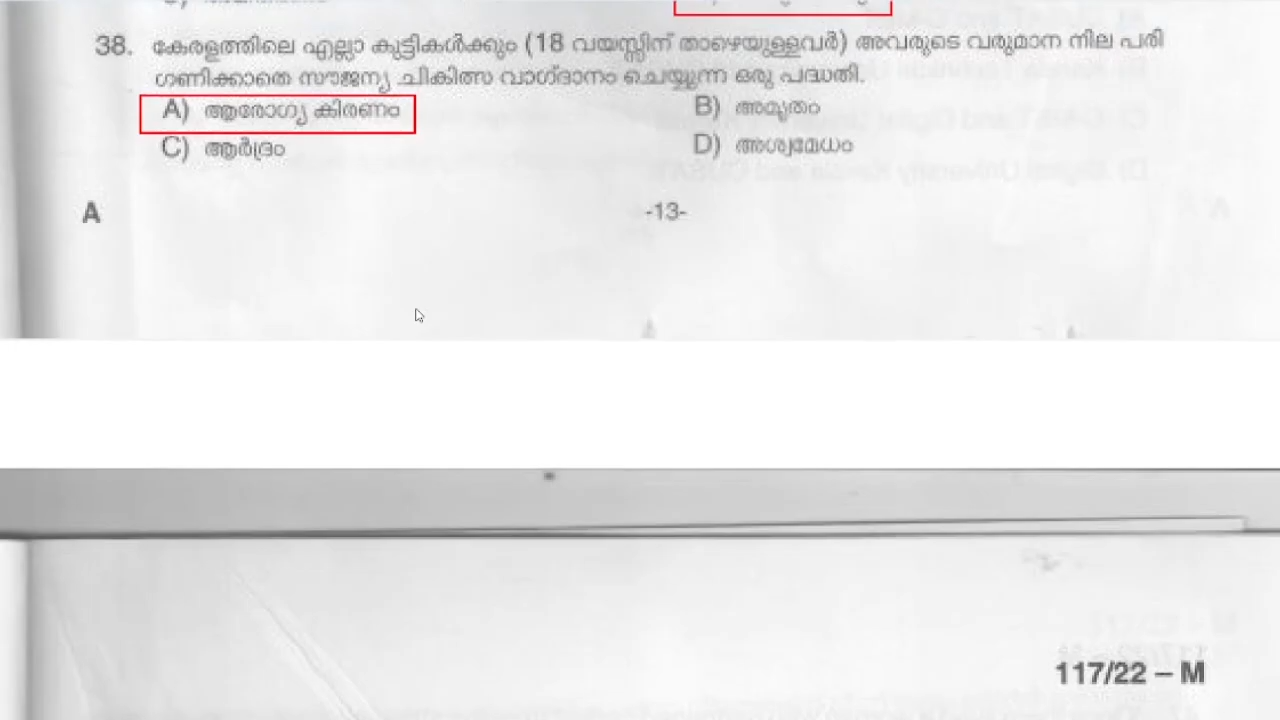 38. കേരളത്തിലെ എല്ലാ കുട്ടികൾക്കും (18 വയസ്സിന് താഴെയുള്ളവർ) അവരുടെ വരുമാന നില പരി
ഗണിക്കാതെ സൗജന്യ ചികിത്സ വാഗ്ദാനം ചെയ്യുന്ന ഒരു പദ്ധതി.
A) ആരോഗ്യ കിരണം B) അമൃതം
C) ആർദ്രം D) അശ്വമേധം
A -13-
117/22 – M